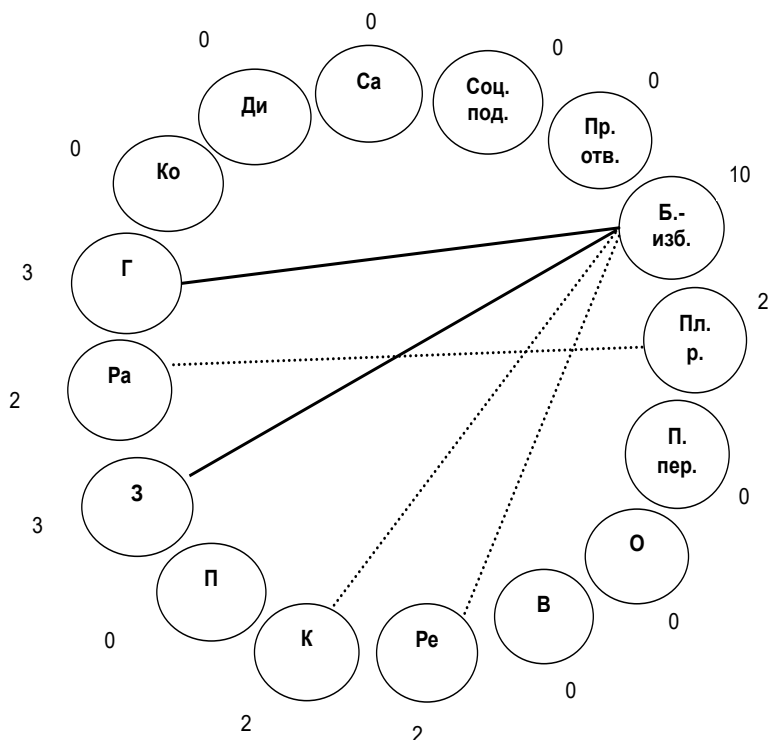 0
0
0
0
Са
Соц.
под.
Ди
Пр.
отв.
0
Ко
10
Б.-
изб.
3
Г
2
Пл.
р.
Ра
2
П.
пер.
0
З
3
О
П
В
0
К
Ре
0
0
2
2